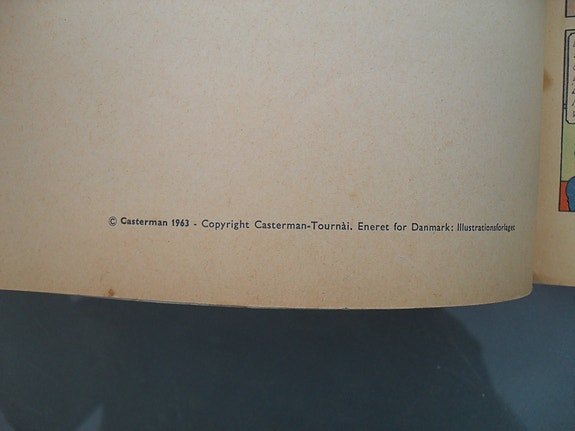 © Casterman 1963 - Copyright Casterman-Tournài. Eneret for Danmark: Illustrationsforlaget